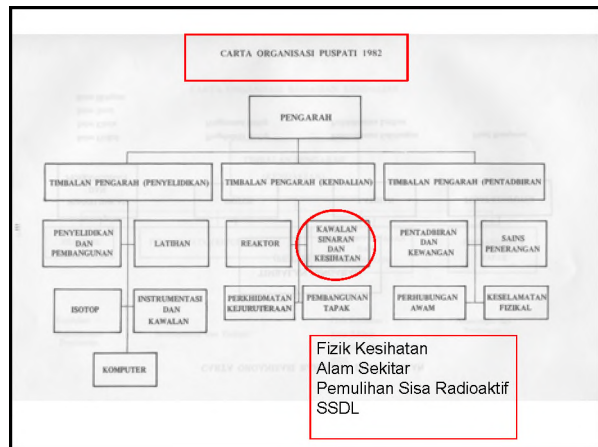 CARTA ORGANISASI PUSPATI 1982
PENGARAH
TIMBALAN PENGARAH (PENYELIDIKAN)
TIMBALAN PENGARAH (KENDALIAN)
TIMBALAN PENGARAH (PENTADBIRAN
PENYELIDIKAN
DAN
PEMBANGUNAN
LATIHAN
REAKTOR
KAWALAN
SINARAN
DAN
KESIHATAN
PENTADBIRAN
DAN
KEWANGAN
SAINS
PENERANGAN
ISOTOP
INSTRUMENTASI
DAN
KAWALAN
PERKHIDMATAN
KEJURUTERAAN
PEMBANGUNAN
TAPAK
PERHUBUNGAN
AWAM
KESELAMATAN
FIZIKAL
KOMPUTER
Fizik Kesihatan
Alam Sekitar
Pemulihan Sisa Radioaktif
SSDL